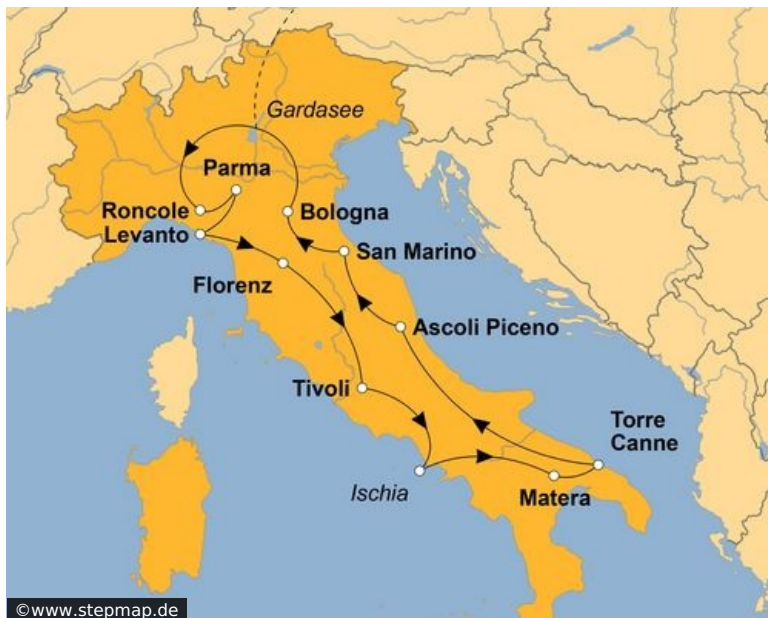 Gardasee
Parma
Roncole
Levanto
Bologna
San Marino
Florenz
Ascoli Piceno
Tivoli
Torre
Canne
Ischia
Matera
©www.stepmap.de